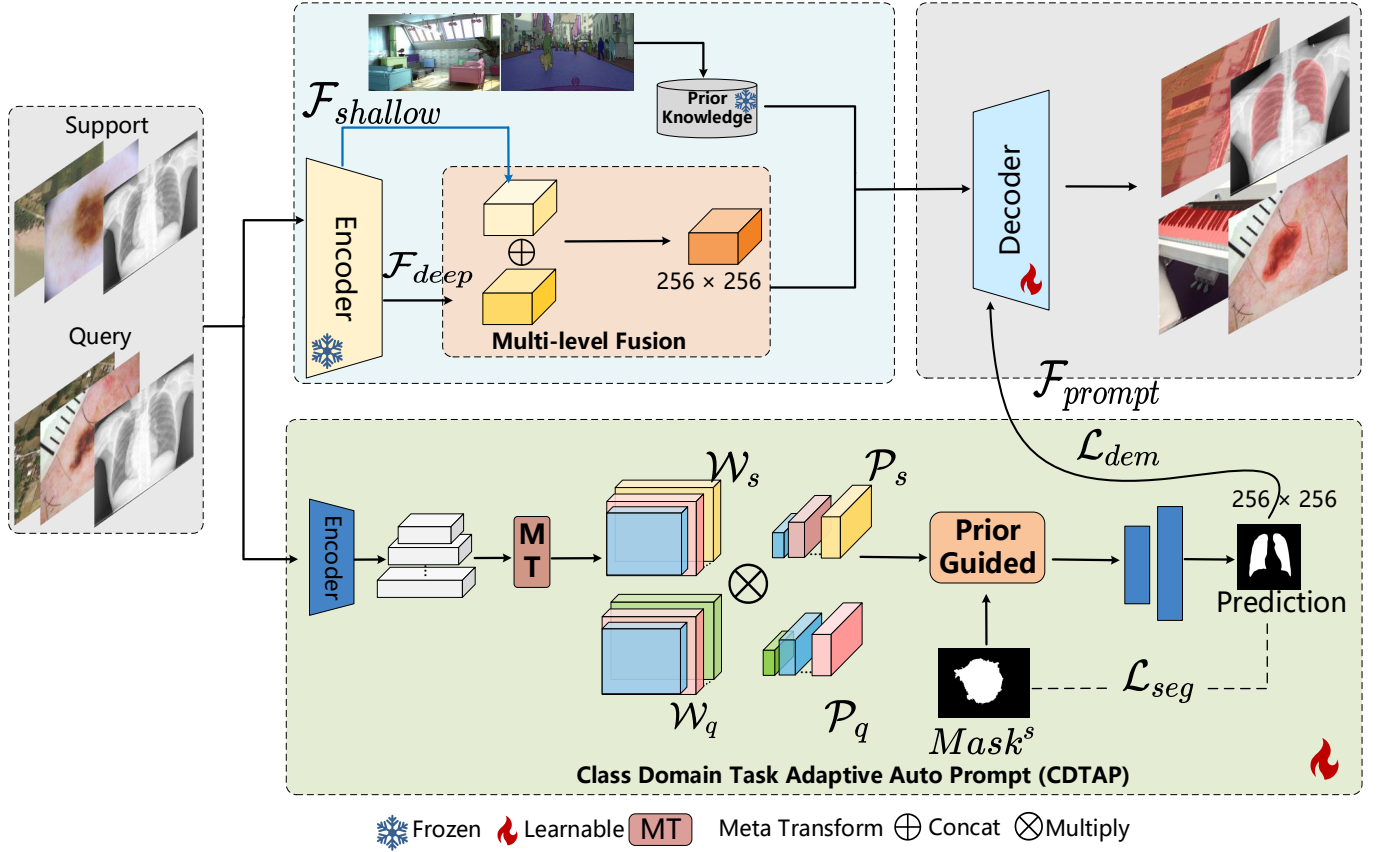 Support
Query
F_shallow
Prior
Knowledge
Encoder
F_deep
256 × 256
Multi-level Fusion
Decoder
F_prompt
L_dem
Encoder
M
T
W_s
P_s
W_q
P_q
Prior
Guided
Mask^s
256 × 256
Prediction
L_seg
Class Domain Task Adaptive Auto Prompt (CDTAP)
Frozen Learnable MT Meta Transform Concat Multiply